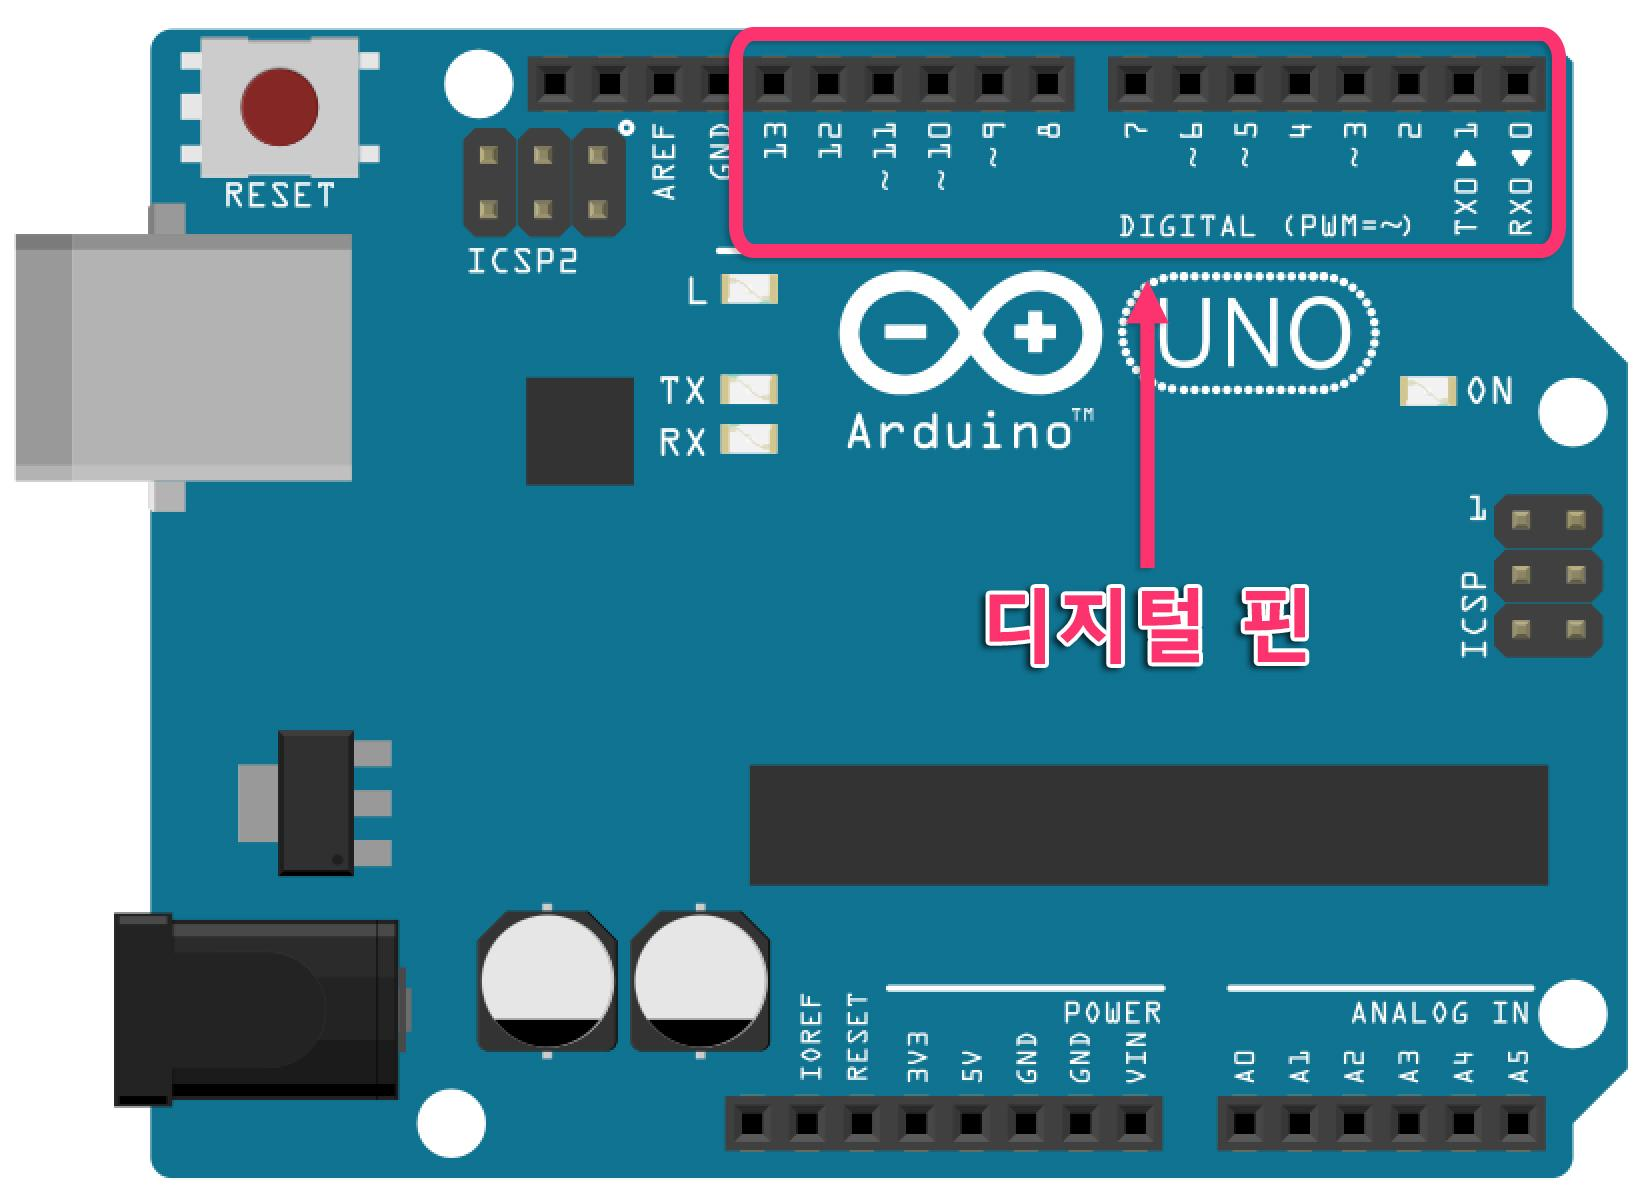 RESET
ICSP2
AREF
GND
13
12
~11
~10
~9
8
7
~6
~5
4
~3
2
TX0▶1
RX0◀0
DIGITAL (PWM=~)
L
TX
RX
Arduino™
UNO
ON
1
ICSP
디지털 핀
IOREF
RESET
3V3
5V
GND
GND
VIN
POWER
ANALOG IN
A0
A1
A2
A3
A4
A5